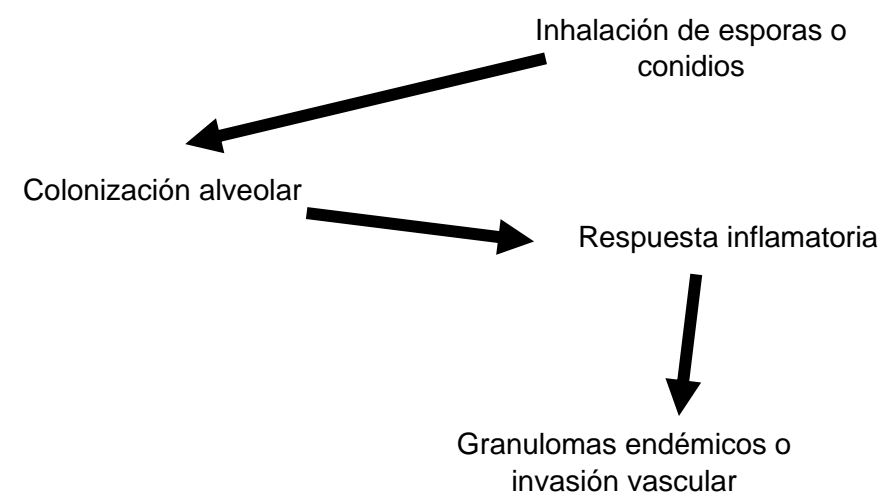 Inhalación de esporas o
conidios
Colonización alveolar
Respuesta inflamatoria
Granulomas endémicos o
invasión vascular